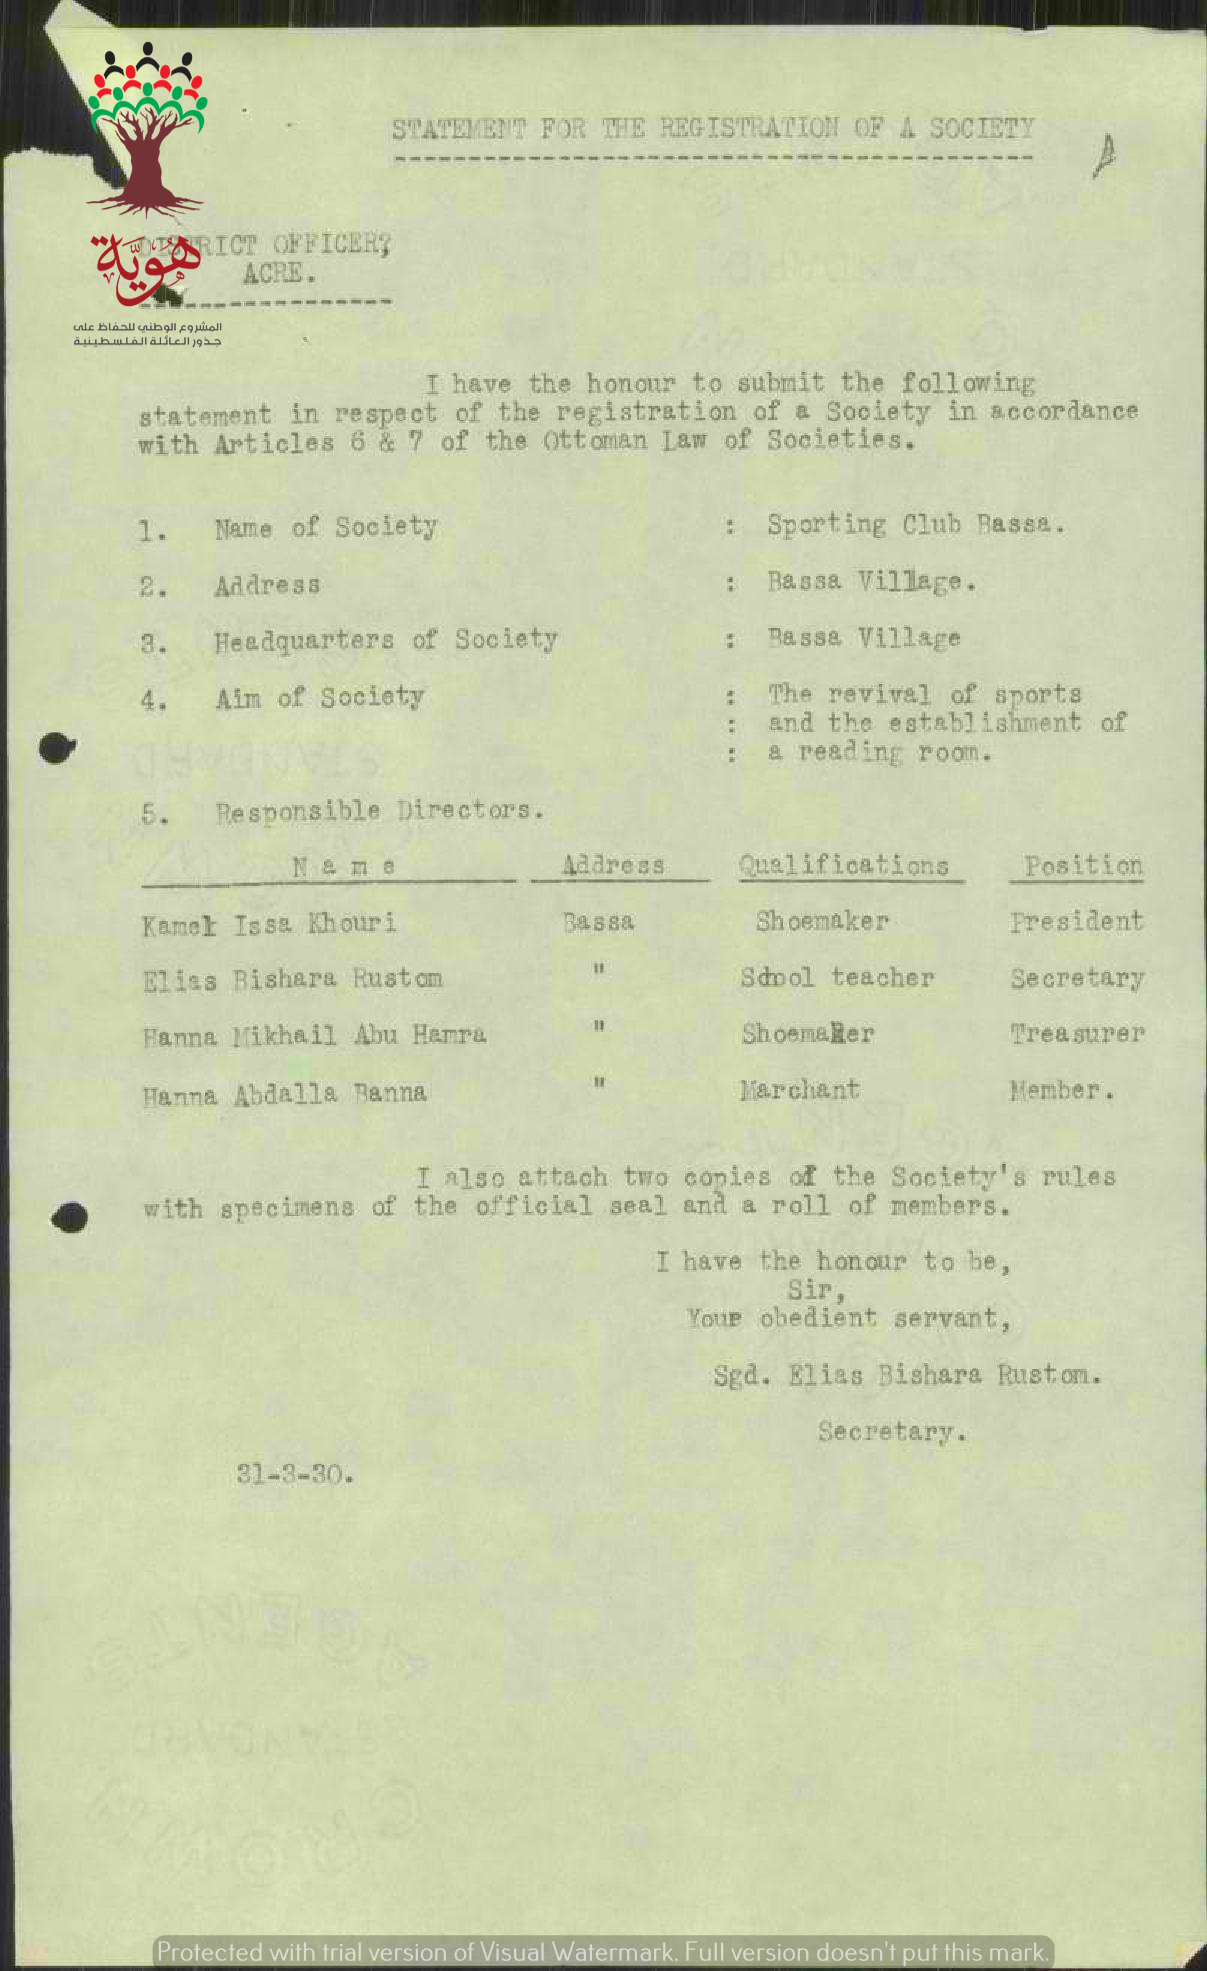 STATEMENT FOR THE REGISTRATION OF A SOCIETY
DISTRICT OFFICER,
ACRE.
هوية
المشروع الوطني للحفاظ على
جذور العائلة الفلسطينية
I have the honour to submit the following
statement in respect of the registration of a Society in accordance
with Articles 6 & 7 of the Ottoman Law of Societies.
1. Name of Society : Sporting Club Bassa.
2. Address : Bassa Village.
3. Headquarters of Society : Bassa Village
4. Aim of Society : The revival of sports
: and the establishment of
: a reading room.
5. Responsible Directors.
N a m e Address Qualifications Position
Kamel Issa Khouri Bassa Shoemaker President
Elias Bishara Rustom " School teacher Secretary
Hanna Mikhail Abu Hamra " Shoemaker Treasurer
Hanna Abdalla Banna " Marchant Member.
I also attach two copies of the Society's rules
with specimens of the official seal and a roll of members.
I have the honour to be,
Sir,
Your obedient servant,
Sgd. Elias Bishara Rustom.
Secretary.
31-3-30.
Protected with trial version of Visual Watermark. Full version doesn't put this mark.